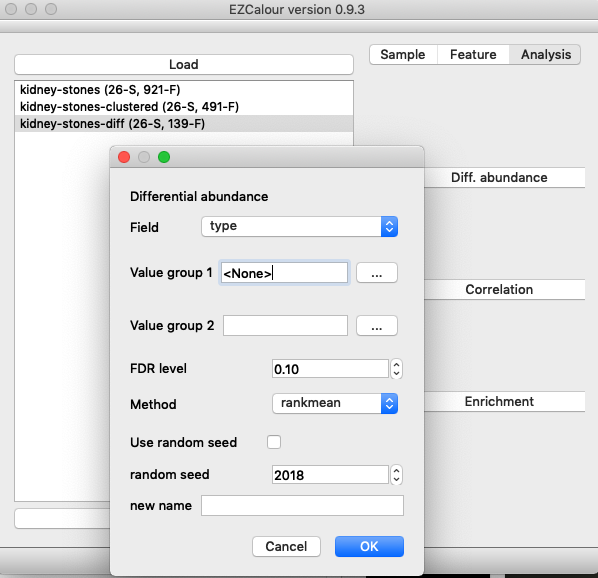 EZCalour version 0.9.3
Load
Sample Feature Analysis
kidney-stones (26-S, 921-F)
kidney-stones-clustered (26-S, 491-F)
kidney-stones-diff (26-S, 139-F)
Diff. abundance
Correlation
Enrichment
Differential abundance
Field type
Value group 1 <None> ...
Value group 2 ...
FDR level 0.10
Method rankmean
Use random seed
random seed 2018
new name
Cancel OK